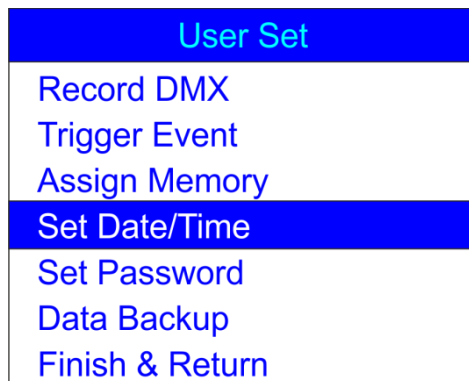 User Set
Record DMX
Trigger Event
Assign Memory
Set Date/Time
Set Password
Data Backup
Finish & Return